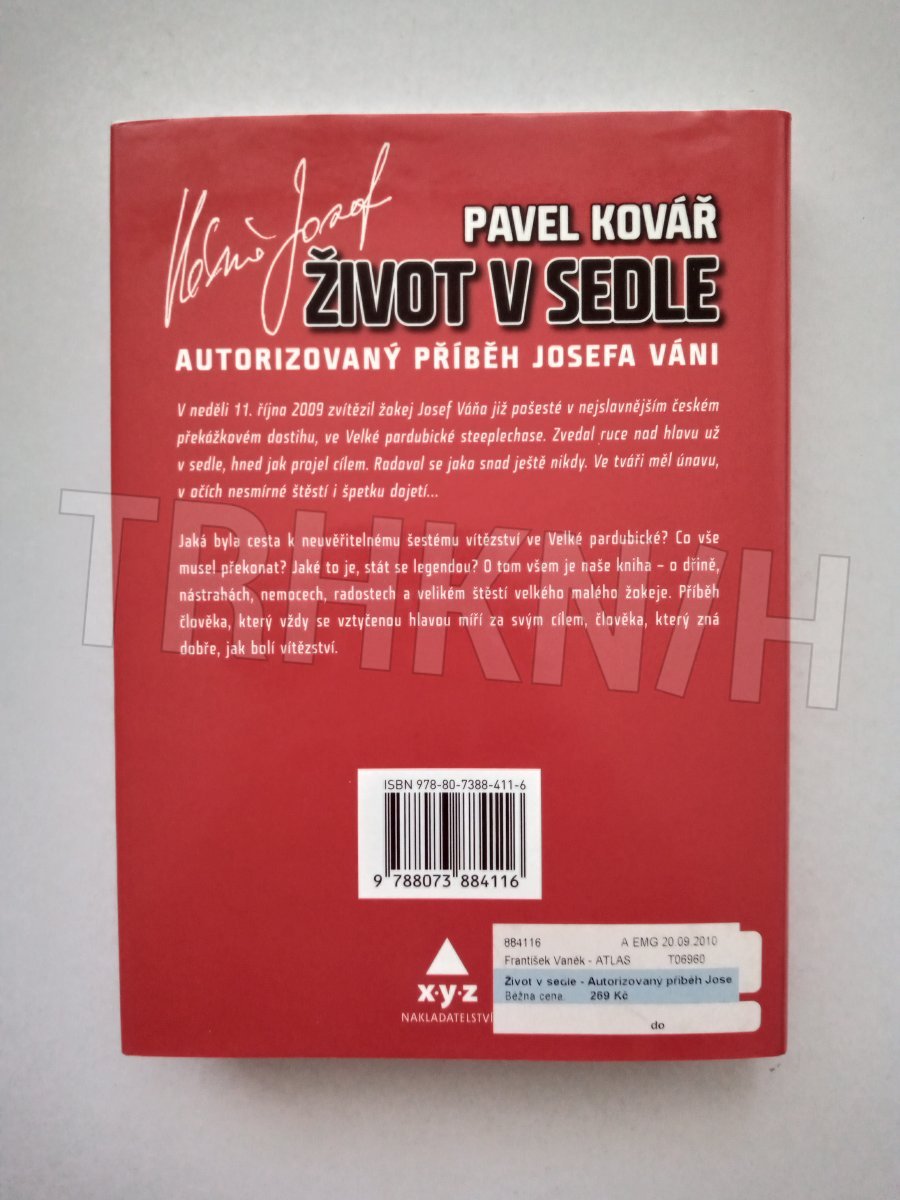 PAVEL KOVÁŘ
ŽIVOT V SEDLE
AUTORIZOVANÝ PŘÍBĚH JOSEFA VÁNI
V neděli 11. října 2009 zvítězil žokej Josef Váňa již pošesté v nejslavnějším českém
překážkovém dostihu, ve Velké pardubické steeplechase. Zvedal ruce nad hlavu už
v sedle, hned jak projel cílem. Radoval se jako snad ještě nikdy. Ve tváři měl únavu,
v očích nesmírné štěstí i špetku dojetí...
Jaká byla cesta k neuvěřitelnému šestému vítězství ve Velké pardubické? Co vše
musel překonat? Jaké to je, stát se legendou? O tom všem je naše kniha – o dřině,
nástrahách, nemocech, radostech a velikém štěstí velkého malého žokeje. Příběh
člověka, který vždy se vztyčenou hlavou míří za svým cílem, člověka, který zná
dobře, jak bolí vítězství.
TRHKNIH
ISBN 978-80-7388-411-6
9 788073 884116
x·y·z
NAKLADATELSTVÍ
884116 A EMG 20.09.2010
František Vaněk - ATLAS T06960
Život v sedle - Autorizovaný příběh Jose
Běžná cena: 269 Kč
do